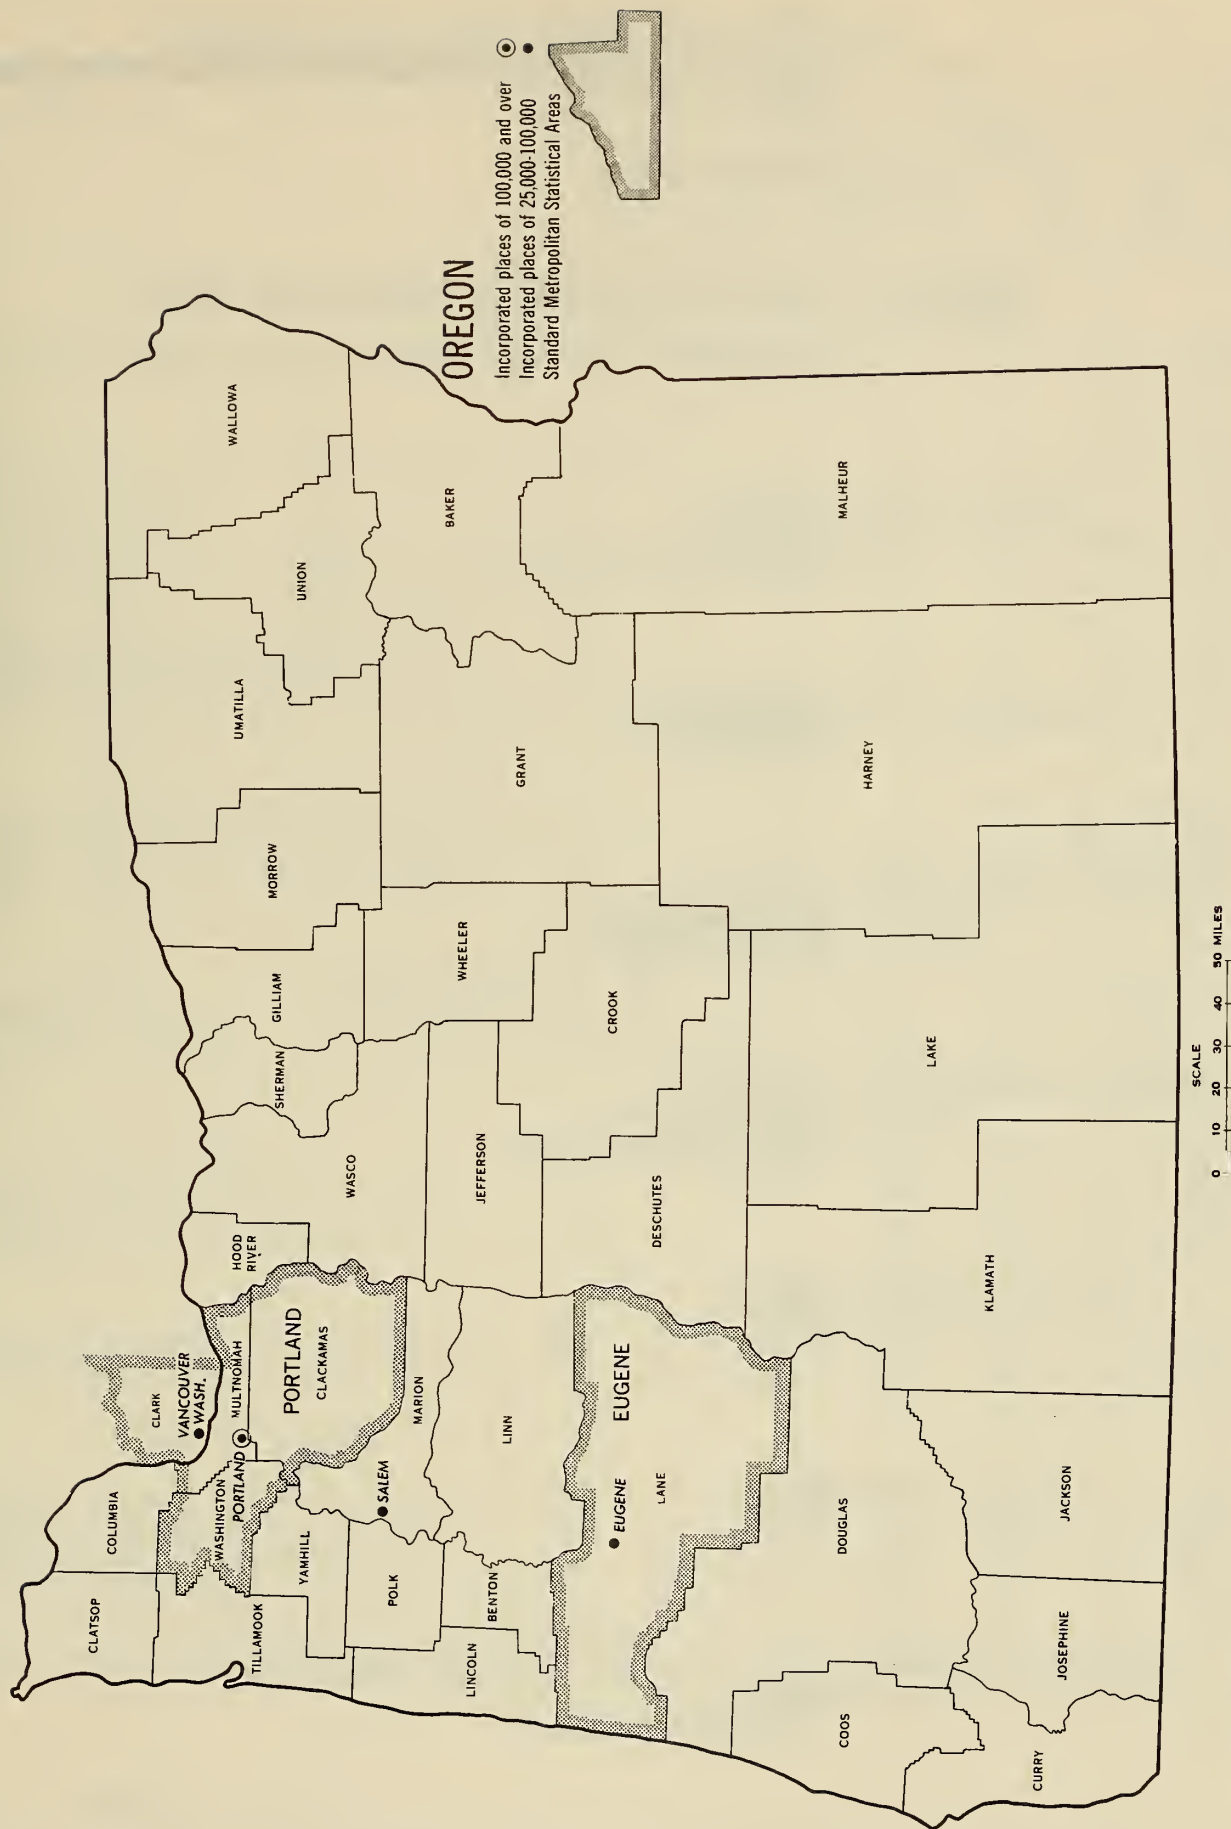 OREGON
Incorporated places of 100,000 and over
Incorporated places of 25,000-100,000
Standard Metropolitan Statistical Areas
CLATSOP
COLUMBIA
CLARK
VANCOUVER
WASH.
TILLAMOOK
WASHINGTON
PORTLAND
MULTNOMAH
HOOD
RIVER
PORTLAND
CLACKAMAS
YAMHILL
POLK
SALEM
MARION
WASCO
SHERMAN
GILLIAM
MORROW
UMATILLA
UNION
WALLOWA
LINCOLN
BENTON
LINN
JEFFERSON
WHEELER
GRANT
BAKER
EUGENE
EUGENE
LANE
DESCHUTES
CROOK
COOS
DOUGLAS
KLAMATH
LAKE
HARNEY
MALHEUR
CURRY
JOSEPHINE
JACKSON
SCALE
0 10 20 30 40 50 MILES